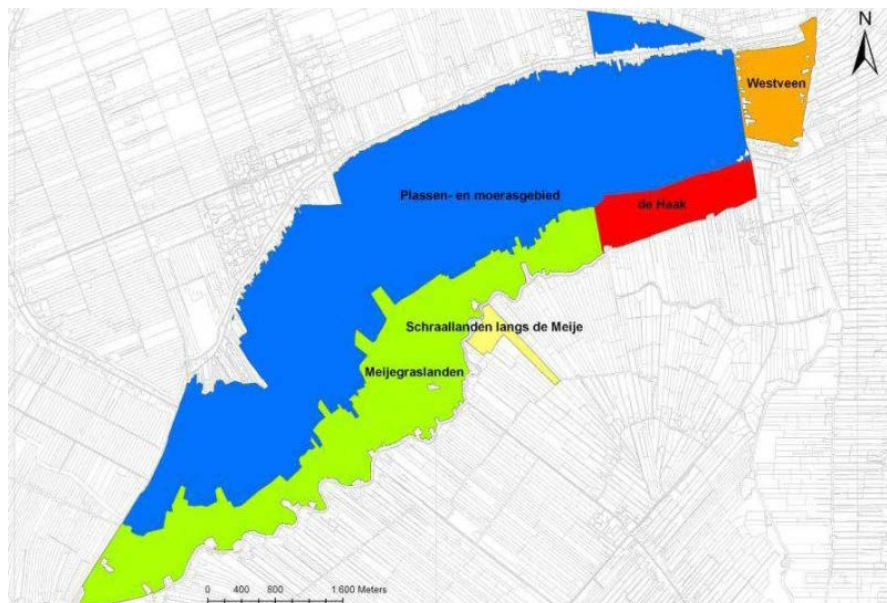 N
Westveen
Plassen- en moerasgebied
de Haak
Schraallanden langs de Meije
Meijegraslanden
0 400 800 1 600 Meters